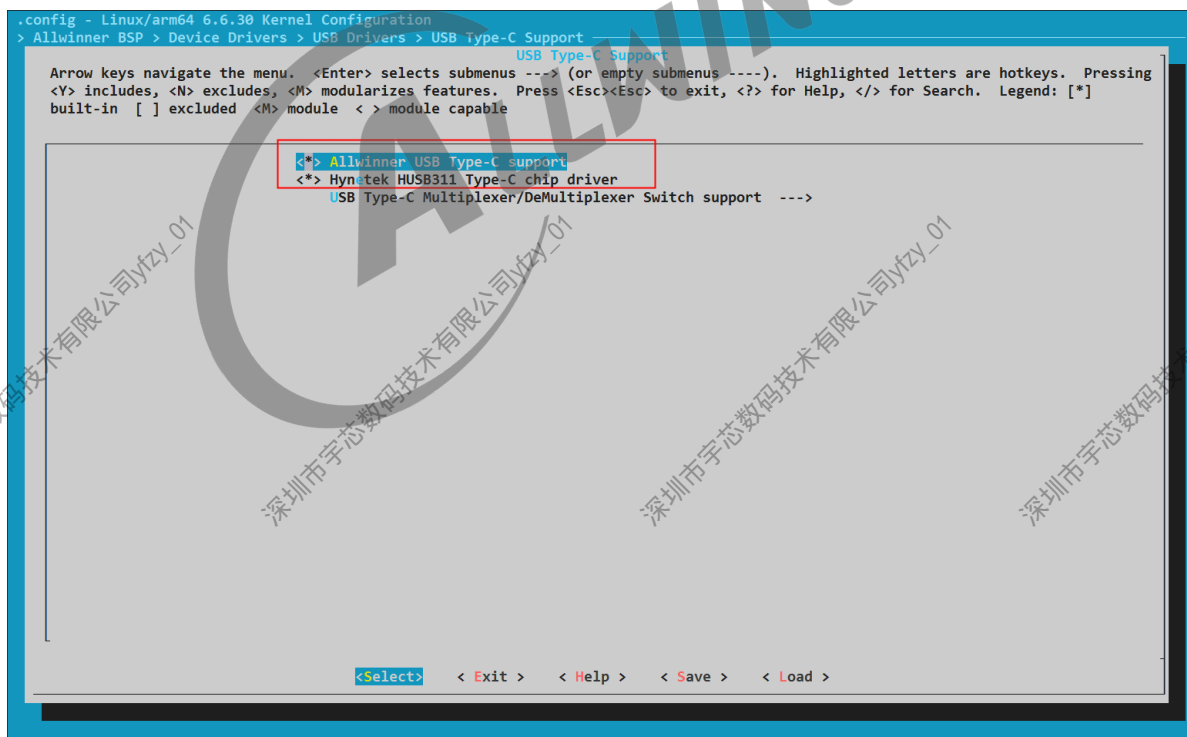 .config - Linux/arm64 6.6.30 Kernel Configuration
> Allwinner BSP > Device Drivers > USB Drivers > USB Type-C Support
USB Type-C Support
Arrow keys navigate the menu. <Enter> selects submenus ---> (or empty submenus ----). Highlighted letters are hotkeys. Pressing
<Y> includes, <N> excludes, <M> modularizes features. Press <Esc><Esc> to exit, <?> for Help, </> for Search. Legend: [*]
built-in [ ] excluded <M> module < > module capable
<*> Allwinner USB Type-C support
<*> Hynetek HUSB311 Type-C chip driver
USB Type-C Multiplexer/DeMultiplexer Switch support --->
<Select> < Exit > < Help > < Save > < Load >
ALLWIN
深圳市宇芯数码技术有限公司yfzy_01
深圳市宇芯数码技术有限公司yfzy_01
数码技术有限公司yfzy_01
深圳市宇芯数码技术